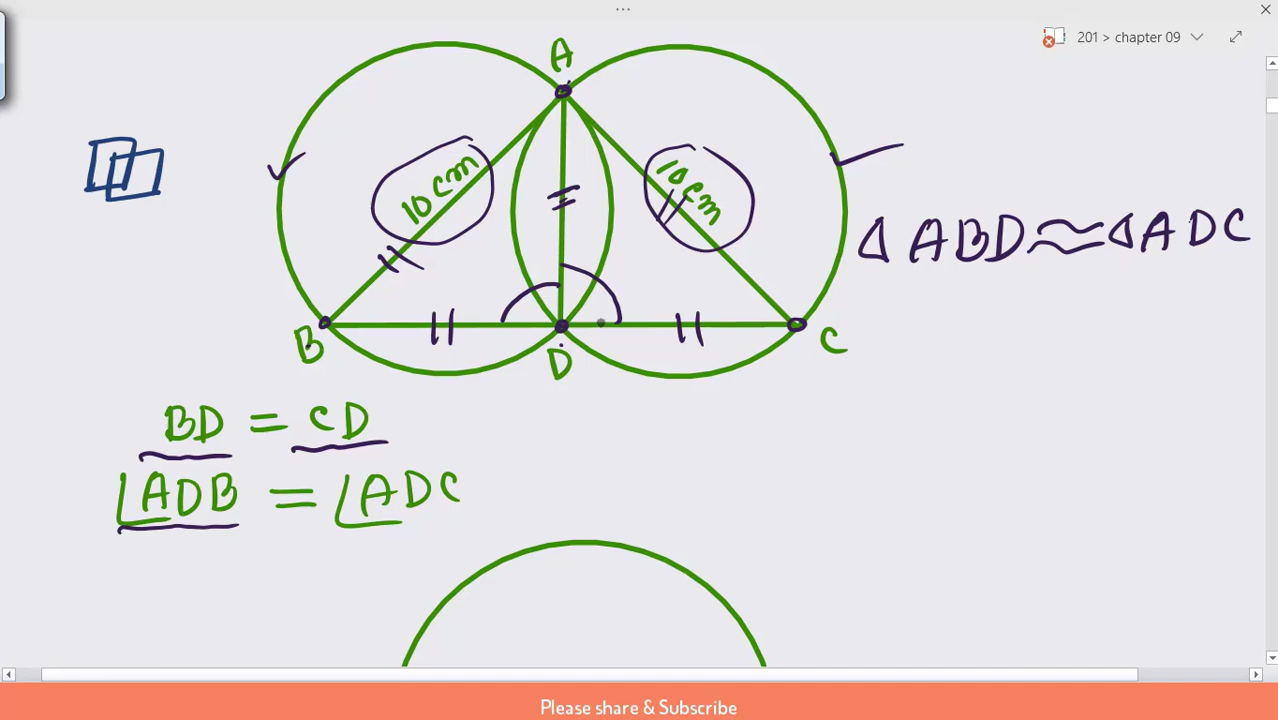 201 > chapter 09
A
10 cm
10 cm
△ ABD ≈ △ ADC
B
D
C
BD = CD
∠ADB = ∠ADC
Please share & Subscribe